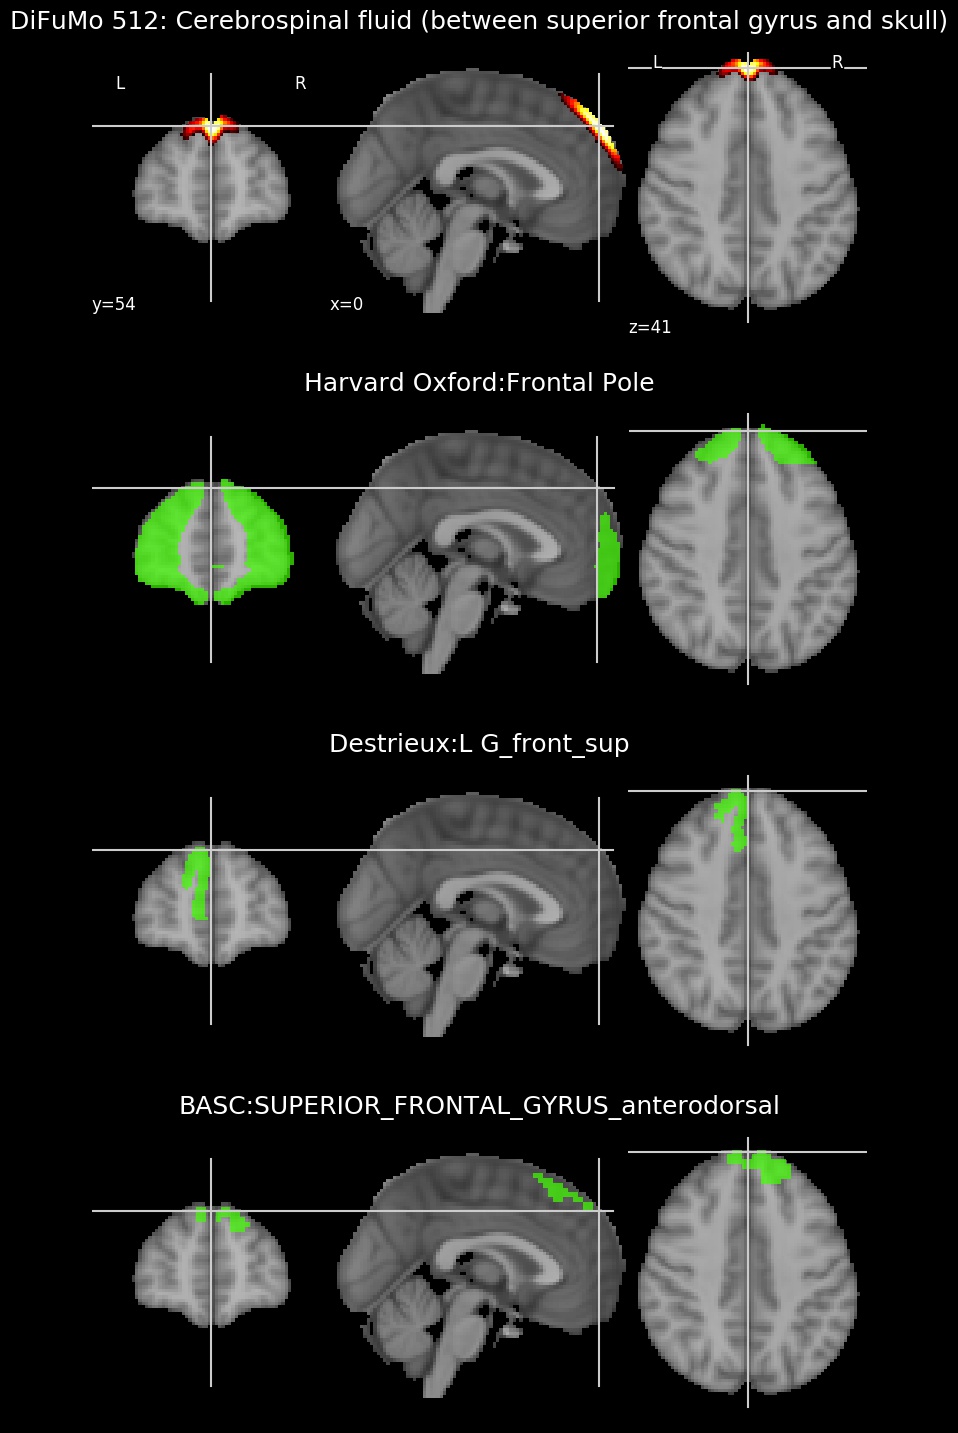 DiFuMo 512: Cerebrospinal fluid (between superior frontal gyrus and skull)
L R L R
y=54 x=0 z=41
Harvard Oxford:Frontal Pole
Destrieux:L G_front_sup
BASC:SUPERIOR_FRONTAL_GYRUS_anterodorsal